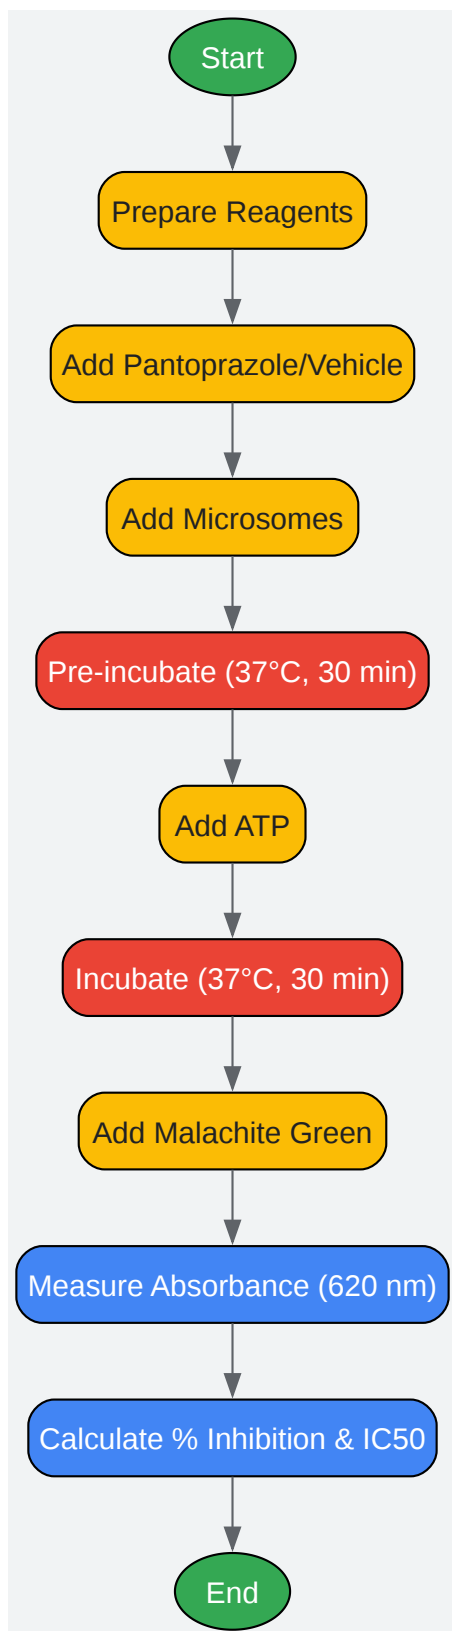 Start
Prepare Reagents
Add Pantoprazole/Vehicle
Add Microsomes
Pre-incubate (37°C, 30 min)
Add ATP
Incubate (37°C, 30 min)
Add Malachite Green
Measure Absorbance (620 nm)
Calculate % Inhibition & IC50
End